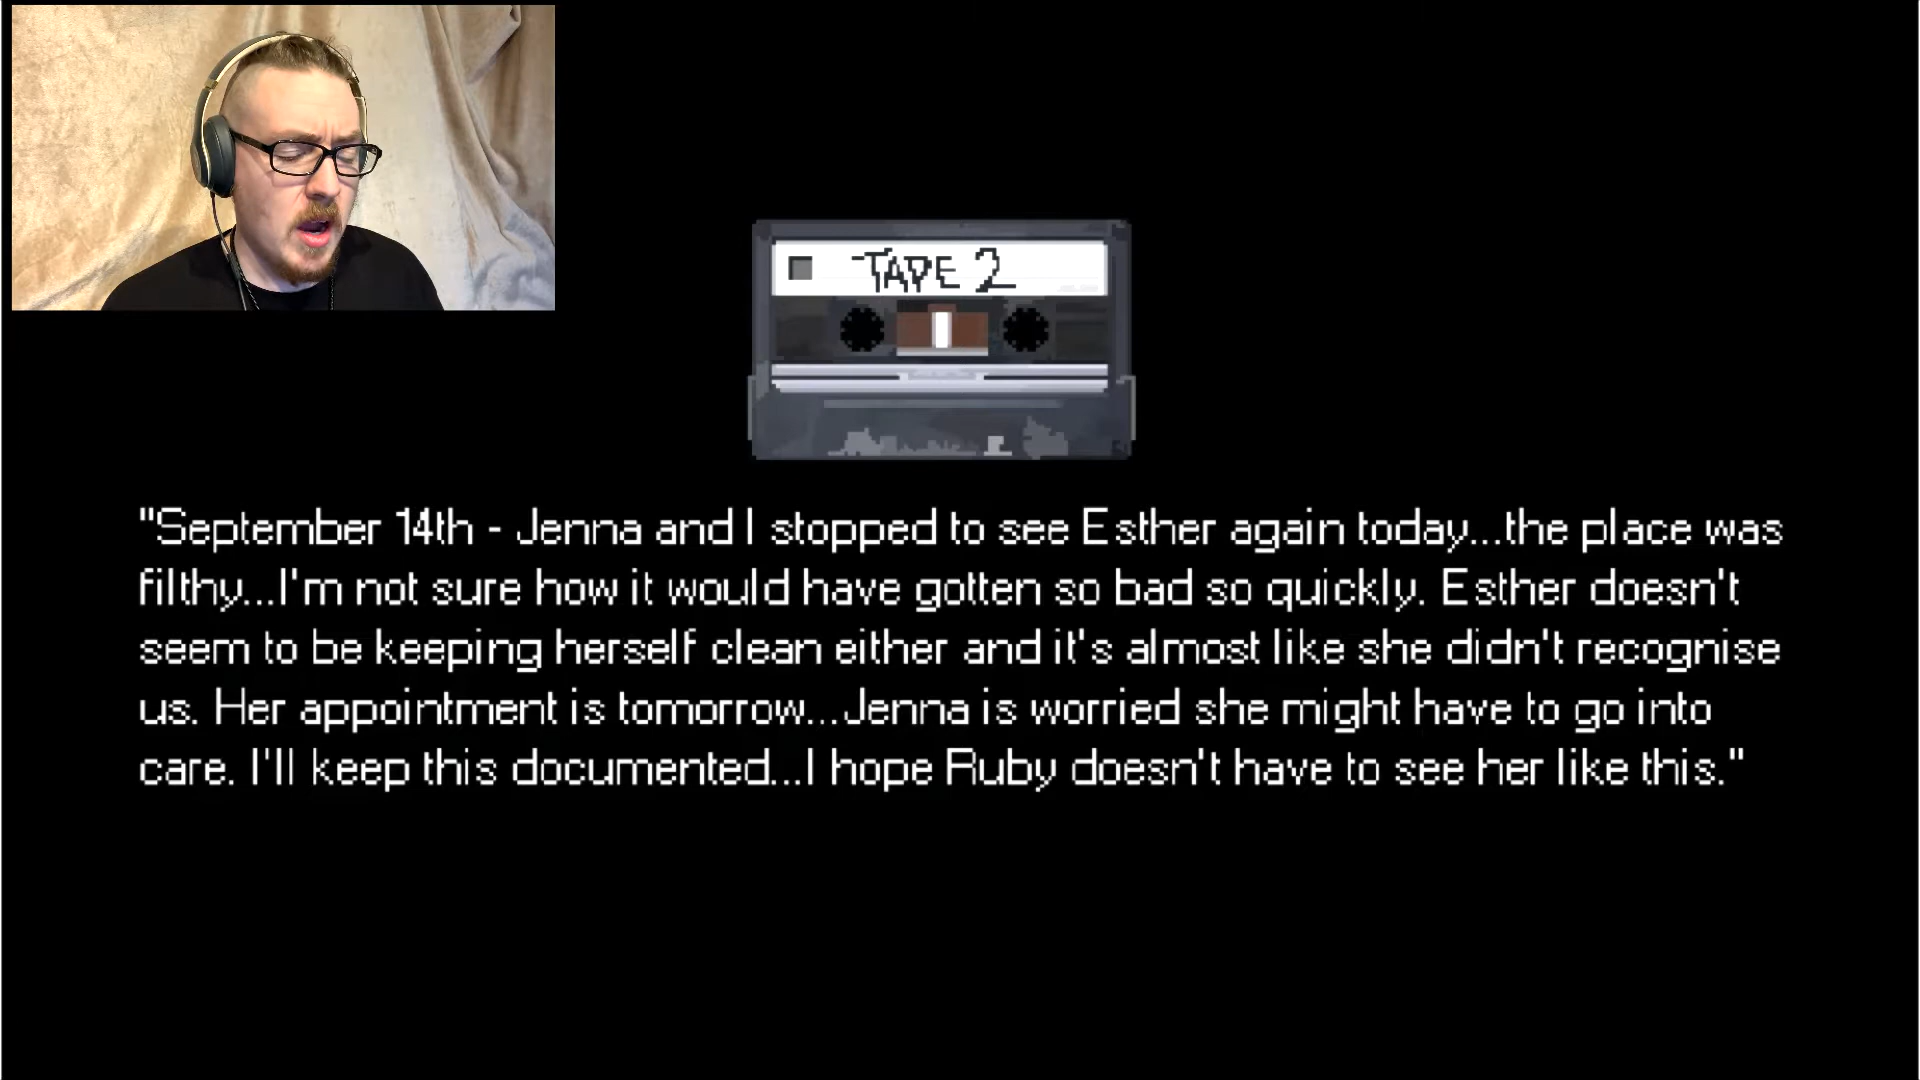 TAPE 2
"September 14th - Jenna and I stopped to see Esther again today...the place was
filthy...I'm not sure how it would have gotten so bad so quickly. Esther doesn't
seem to be keeping herself clean either and it's almost like she didn't recognise
us. Her appointment is tomorrow...Jenna is worried she might have to go into
care. I'll keep this documented...I hope Ruby doesn't have to see her like this."